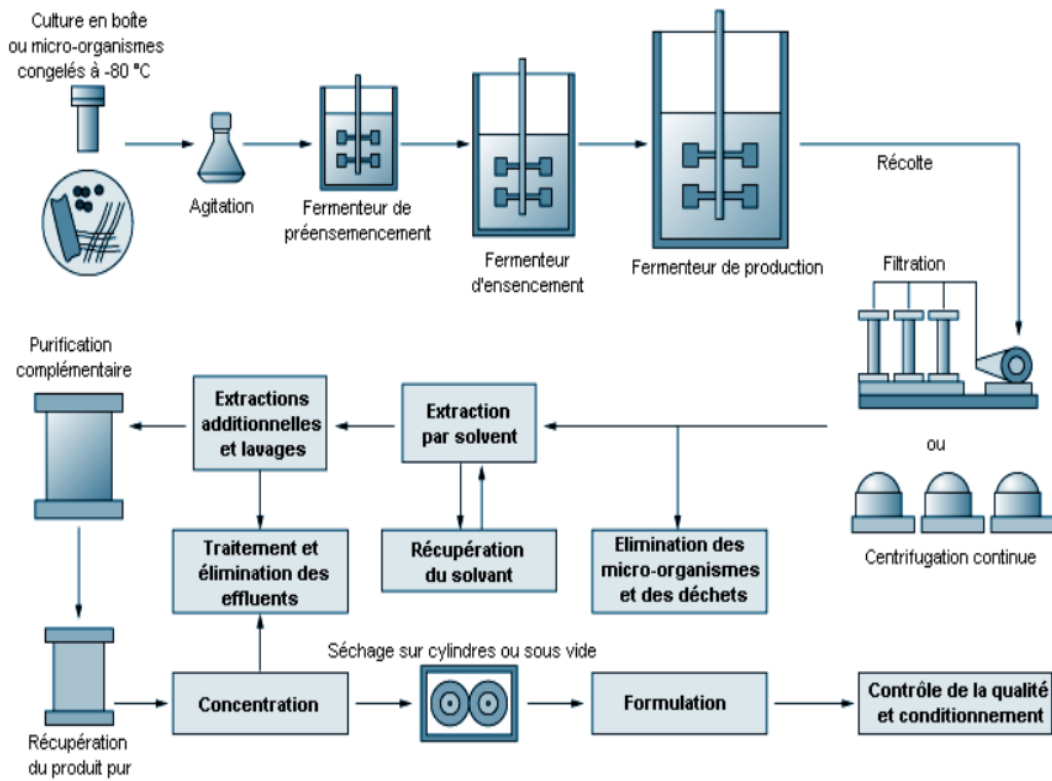 Culture en boîte
ou micro-organismes
congelés à -80 °C
Agitation
Fermenteur de
préensemencement
Fermenteur
d'ensencement
Fermenteur de production
Récolte
Filtration
ou
Centrifugation continue
Purification
complémentaire
Extractions
additionnelles
et lavages
Extraction
par solvent
Traitement et
élimination des
effluents
Récupération
du solvant
Elimination des
micro-organismes
et des déchets
Récupération
du produit pur
Concentration
Séchage sur cylindres ou sous vide
Formulation
Contrôle de la qualité
et conditionnement